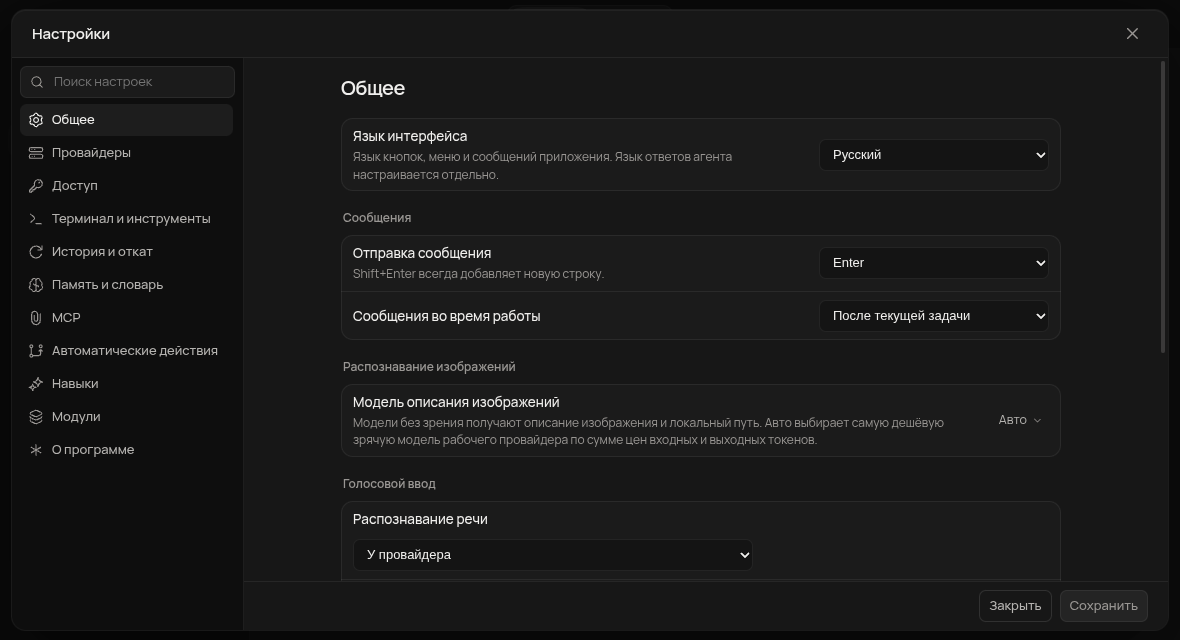 Настройки
Поиск настроек
Общее
Провайдеры
Доступ
Терминал и инструменты
История и откат
Память и словарь
MCP
Автоматические действия
Навыки
Модули
О программе
Общее
Язык интерфейса
Язык кнопок, меню и сообщений приложения. Язык ответов агента
настраивается отдельно.
Русский
Сообщения
Отправка сообщения
Shift+Enter всегда добавляет новую строку.
Enter
Сообщения во время работы
После текущей задачи
Распознавание изображений
Модель описания изображений
Модели без зрения получают описание изображения и локальный путь. Авто выбирает самую дешёвую
зрячую модель рабочего провайдера по сумме цен входных и выходных токенов.
Авто
Голосовой ввод
Распознавание речи
У провайдера
Закрыть
Сохранить